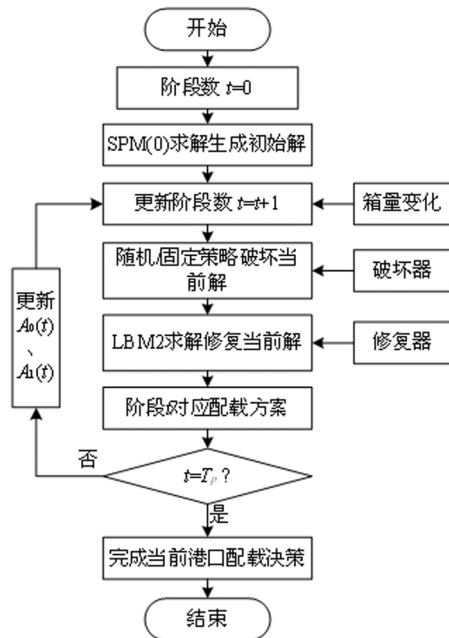 开始
阶段数 t=0
SPM(0)求解生成初始解
更新阶段数 t=t+1
箱量变化
随机/固定策略破坏当
前解
破坏器
更新
A₀(t)
、
A₁(t)
LBM2求解修复当前解
修复器
阶段t对应配载方案
否
t=Tₚ？
是
完成当前港口配载决策
结束